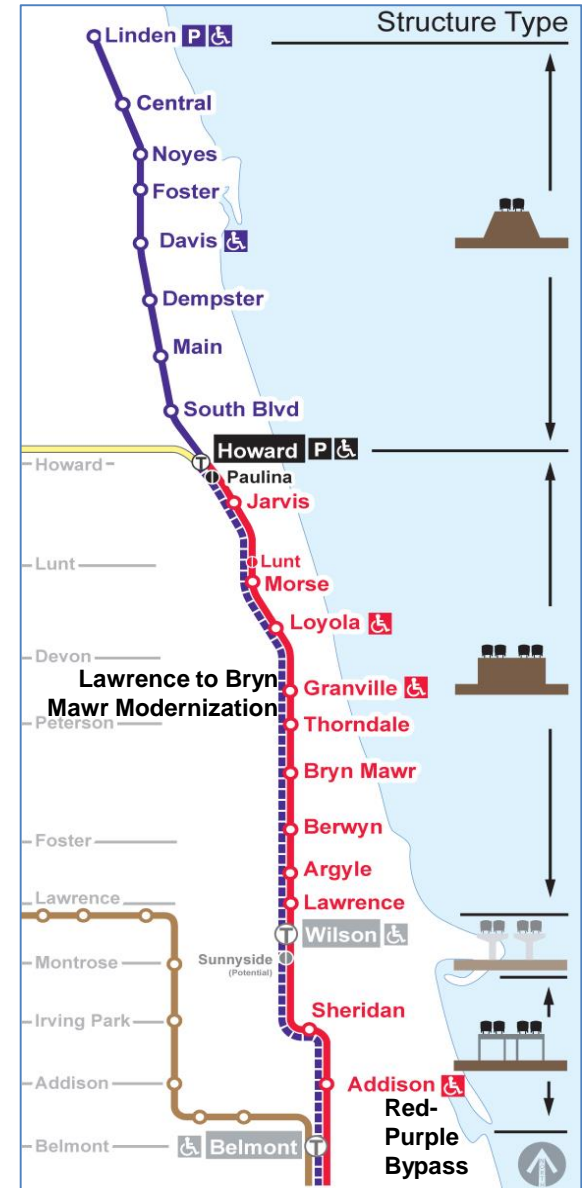 Structure Type
Linden P
Central
Noyes
Foster
Davis
Dempster
Main
South Blvd
Howard P
Howard
Paulina
Jarvis
Lunt
Lunt
Morse
Loyola
Devon
Lawrence to Bryn
Mawr Modernization
Granville
Peterson
Thorndale
Bryn Mawr
Berwyn
Foster
Argyle
Lawrence
Lawrence
T Wilson
Sunnyside
(Potential)
Montrose
Sheridan
Irving Park
Addison
Addison
Red-
Purple
Bypass
Belmont
Belmont T